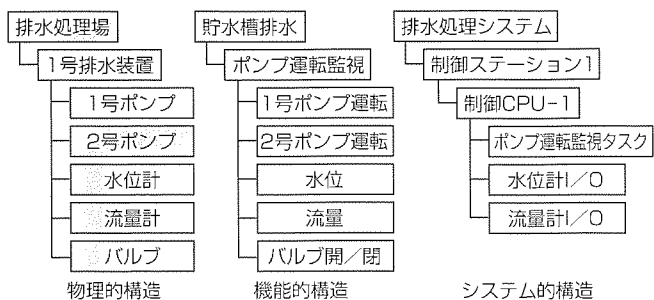 排水処理場
1号排水装置
1号ポンプ
2号ポンプ
水位計
流量計
バルブ
物理的構造
貯水槽排水
ポンプ運転監視
1号ポンプ運転
2号ポンプ運転
水位
流量
バルブ開／閉
機能的構造
排水処理システム
制御ステーション1
制御CPU-1
ポンプ運転監視タスク
水位計I／O
流量計I／O
システム的構造